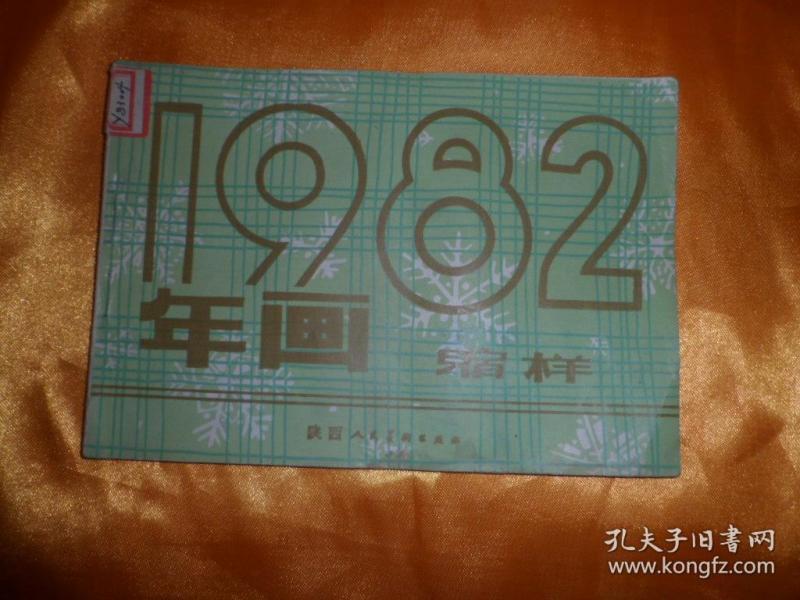 1982
年画 缩样
陕西人民美术出版社
孔夫子旧書网
www.kongfz.com